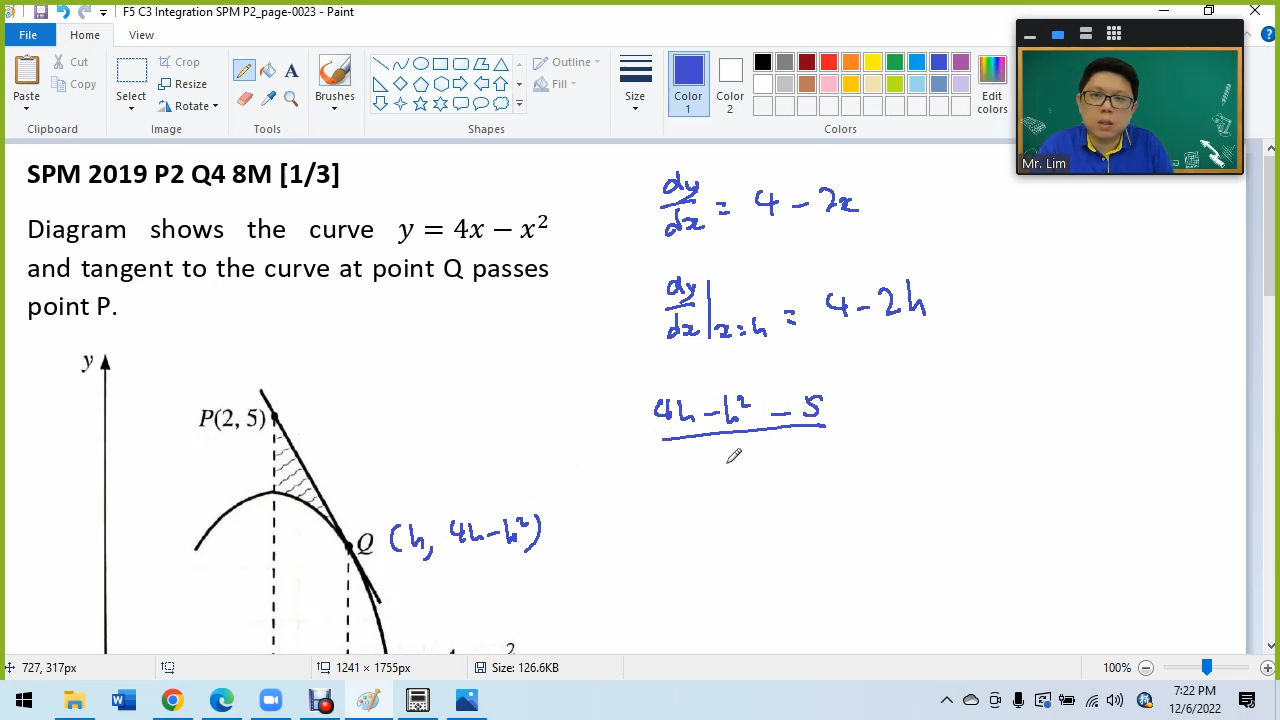 F5 C3 Integration SPM P2_page-0023 - Paint
File Home View
Paste Cut Copy Clipboard
Select Crop Resize Rotate Image
Tools
Brushes
Outline Fill Shapes
Size
Color 1 Color 2 Edit colors Colors
Mr. Lim
SPM 2019 P2 Q4 8M [1/3]
Diagram shows the curve y = 4x − x²
and tangent to the curve at point Q passes
point P.
y
P(2, 5)
Q (h, 4h−h²)
2
dy/dx = 4 − 2x
dy/dx | x=h = 4 − 2h
4h − h² − 5
727, 317px 1241 × 1755px Size: 126.6KB 100%
7:22 PM
12/6/2022